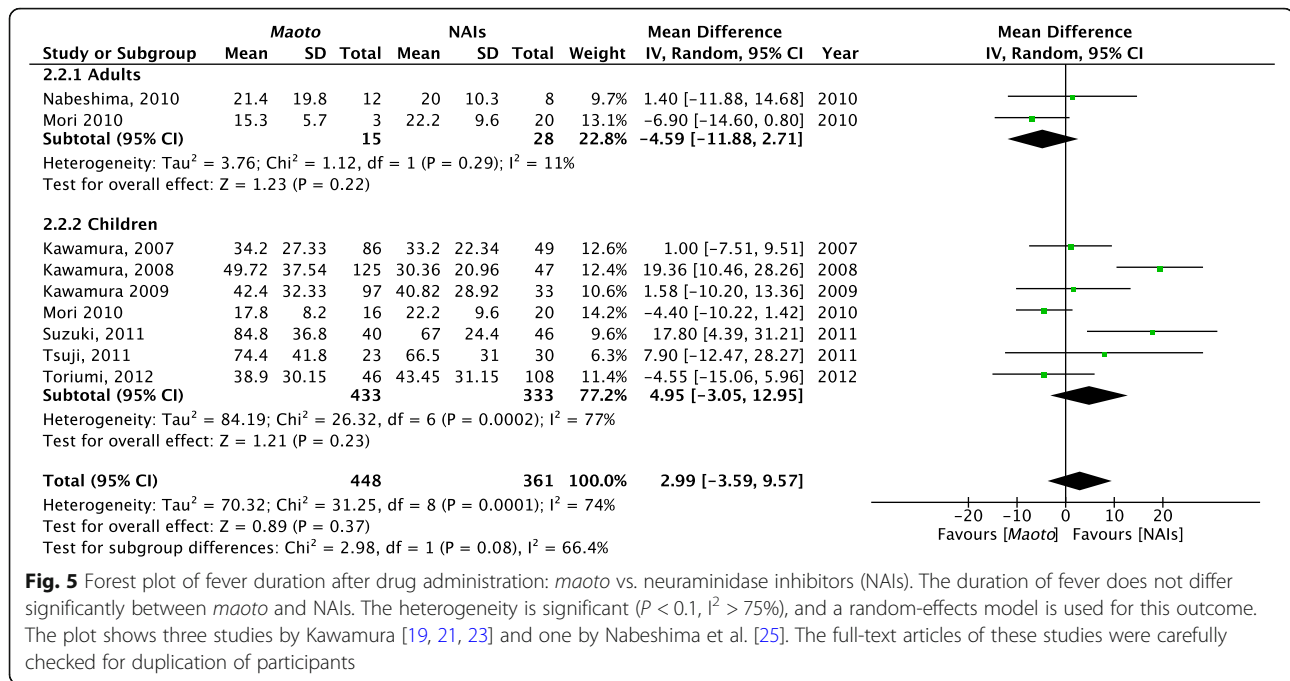 Maoto NAIs Mean Difference Mean Difference
Study or Subgroup Mean SD Total Mean SD Total Weight IV, Random, 95% CI Year IV, Random, 95% CI
2.2.1 Adults
Nabeshima, 2010 21.4 19.8 12 20 10.3 8 9.7% 1.40 [-11.88, 14.68] 2010
Mori 2010 15.3 5.7 3 22.2 9.6 20 13.1% -6.90 [-14.60, 0.80] 2010
Subtotal (95% CI) 15 28 22.8% -4.59 [-11.88, 2.71]
Heterogeneity: Tau² = 3.76; Chi² = 1.12, df = 1 (P = 0.29); I² = 11%
Test for overall effect: Z = 1.23 (P = 0.22)
2.2.2 Children
Kawamura, 2007 34.2 27.33 86 33.2 22.34 49 12.6% 1.00 [-7.51, 9.51] 2007
Kawamura, 2008 49.72 37.54 125 30.36 20.96 47 12.4% 19.36 [10.46, 28.26] 2008
Kawamura 2009 42.4 32.33 97 40.82 28.92 33 10.6% 1.58 [-10.20, 13.36] 2009
Mori 2010 17.8 8.2 16 22.2 9.6 20 14.2% -4.40 [-10.22, 1.42] 2010
Suzuki, 2011 84.8 36.8 40 67 24.4 46 9.6% 17.80 [4.39, 31.21] 2011
Tsuji, 2011 74.4 41.8 23 66.5 31 30 6.3% 7.90 [-12.47, 28.27] 2011
Toriumi, 2012 38.9 30.15 46 43.45 31.15 108 11.4% -4.55 [-15.06, 5.96] 2012
Subtotal (95% CI) 433 333 77.2% 4.95 [-3.05, 12.95]
Heterogeneity: Tau² = 84.19; Chi² = 26.32, df = 6 (P = 0.0002); I² = 77%
Test for overall effect: Z = 1.21 (P = 0.23)
Total (95% CI) 448 361 100.0% 2.99 [-3.59, 9.57]
Heterogeneity: Tau² = 70.32; Chi² = 31.25, df = 8 (P = 0.0001); I² = 74%
Test for overall effect: Z = 0.89 (P = 0.37)
Test for subgroup differences: Chi² = 2.98, df = 1 (P = 0.08), I² = 66.4%
-20 -10 0 10 20
Favours [Maoto] Favours [NAIs]
Fig. 5 Forest plot of fever duration after drug administration: maoto vs. neuraminidase inhibitors (NAIs). The duration of fever does not differ
significantly between maoto and NAIs. The heterogeneity is significant (P < 0.1, I² > 75%), and a random-effects model is used for this outcome.
The plot shows three studies by Kawamura [19, 21, 23] and one by Nabeshima et al. [25]. The full-text articles of these studies were carefully
checked for duplication of participants